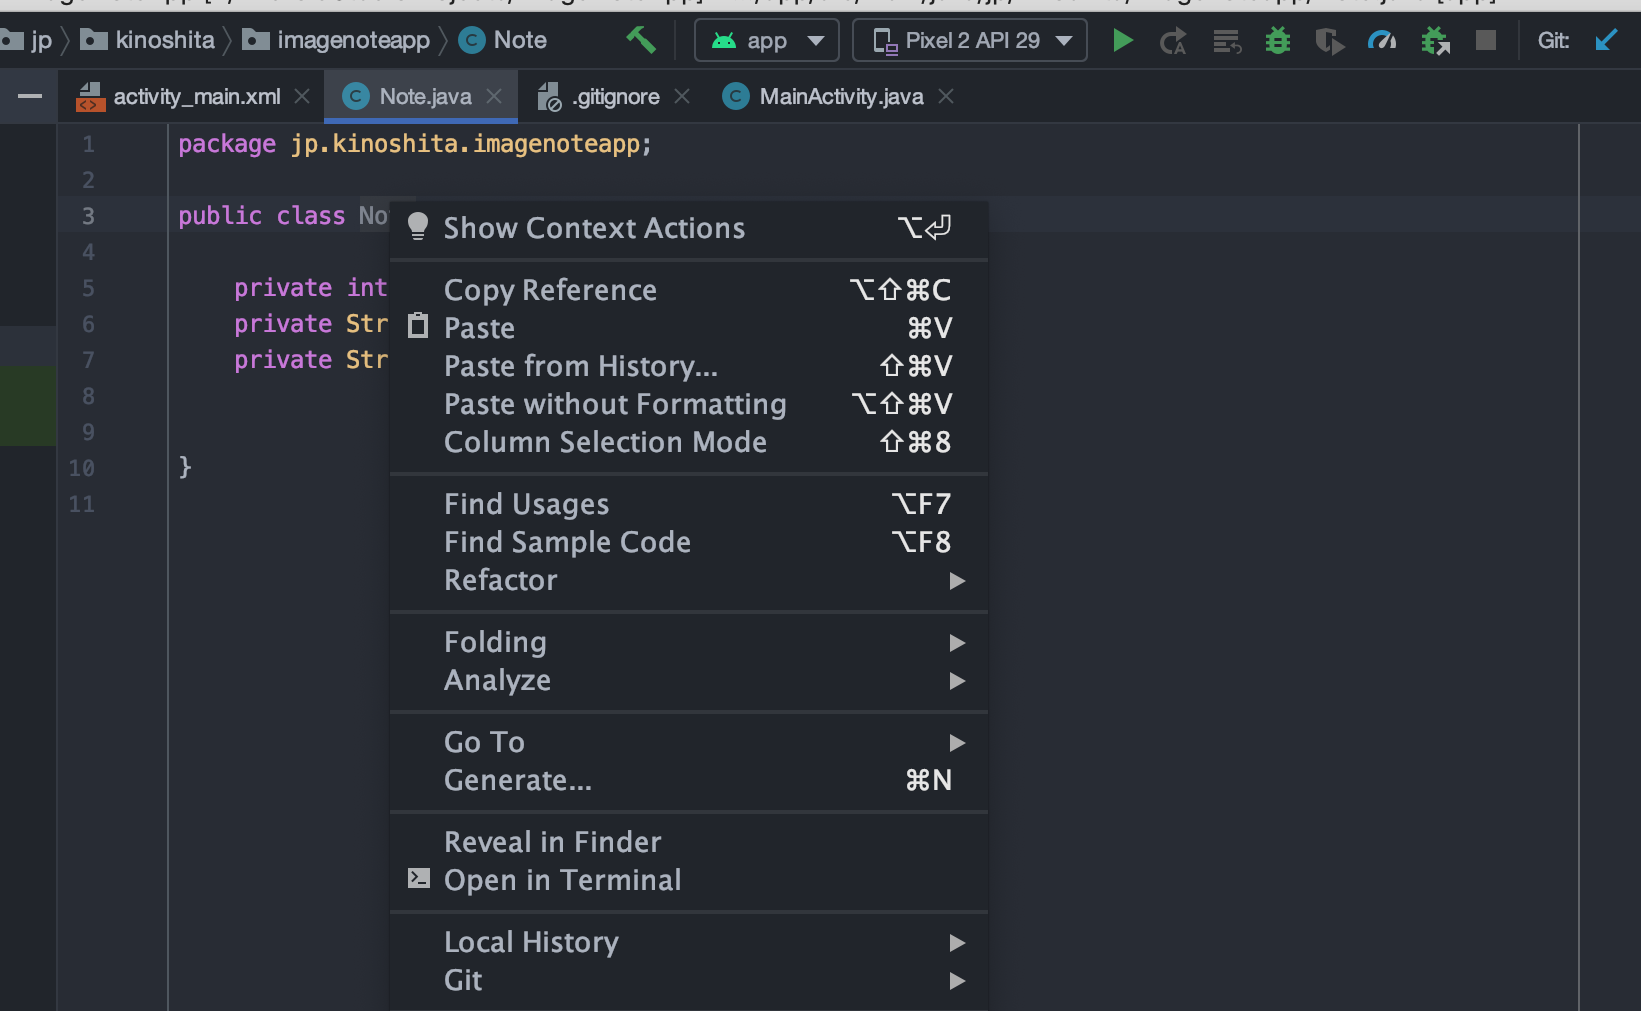 jp kinoshita imagenoteapp Note app Pixel 2 API 29 Git:
activity_main.xml Note.java .gitignore MainActivity.java
1 package jp.kinoshita.imagenoteapp;
2
3 public class No
4
5 private int
6 private Str
7 private Str
8
9
10 }
11
Show Context Actions ⌥⏎
Copy Reference ⌥⇧⌘C
Paste ⌘V
Paste from History... ⇧⌘V
Paste without Formatting ⌥⇧⌘V
Column Selection Mode ⇧⌘8
Find Usages ⌥F7
Find Sample Code ⌥F8
Refactor
Folding
Analyze
Go To
Generate... ⌘N
Reveal in Finder
Open in Terminal
Local History
Git